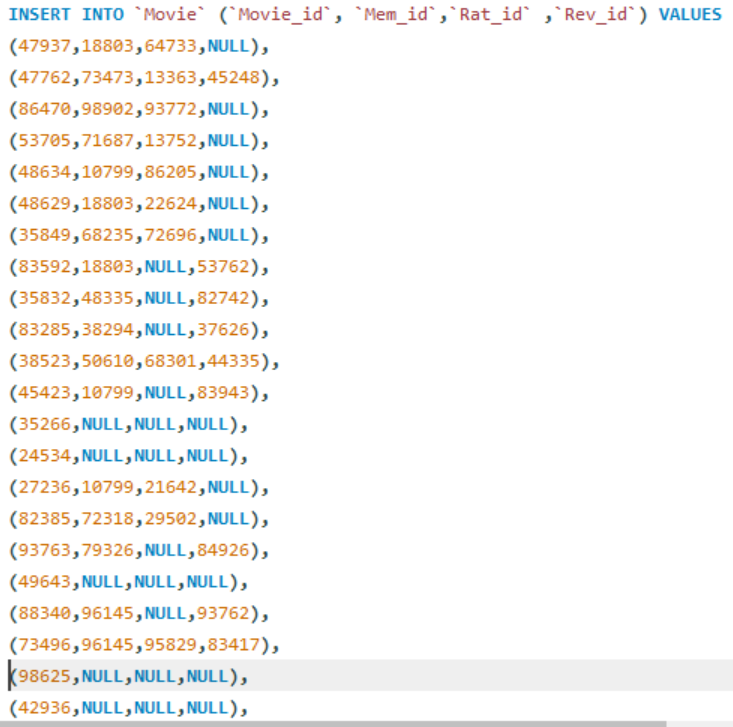 INSERT INTO `Movie` (`Movie_id`, `Mem_id`,`Rat_id` ,`Rev_id`) VALUES
(47937,18803,64733,NULL),
(47762,73473,13363,45248),
(86470,98902,93772,NULL),
(53705,71687,13752,NULL),
(48634,10799,86205,NULL),
(48629,18803,22624,NULL),
(35849,68235,72696,NULL),
(83592,18803,NULL,53762),
(35832,48335,NULL,82742),
(83285,38294,NULL,37626),
(38523,50610,68301,44335),
(45423,10799,NULL,83943),
(35266,NULL,NULL,NULL),
(24534,NULL,NULL,NULL),
(27236,10799,21642,NULL),
(82385,72318,29502,NULL),
(93763,79326,NULL,84926),
(49643,NULL,NULL,NULL),
(88340,96145,NULL,93762),
(73496,96145,95829,83417),
(98625,NULL,NULL,NULL),
(42936,NULL,NULL,NULL),